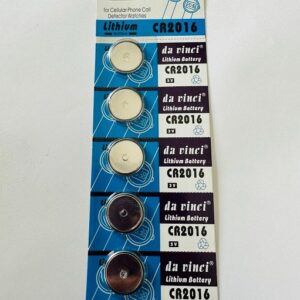 For Cellular Phone Call
Detector Watches
Lithium CR2016
da vinci
Lithium Battery
CR2016
3V
da vinci
Lithium Battery
CR2016
3V
da vinci
Lithium Battery
CR2016
3V
da vinci
Lithium Battery
CR2016
3V
da vinci
Lithium Battery
CR2016